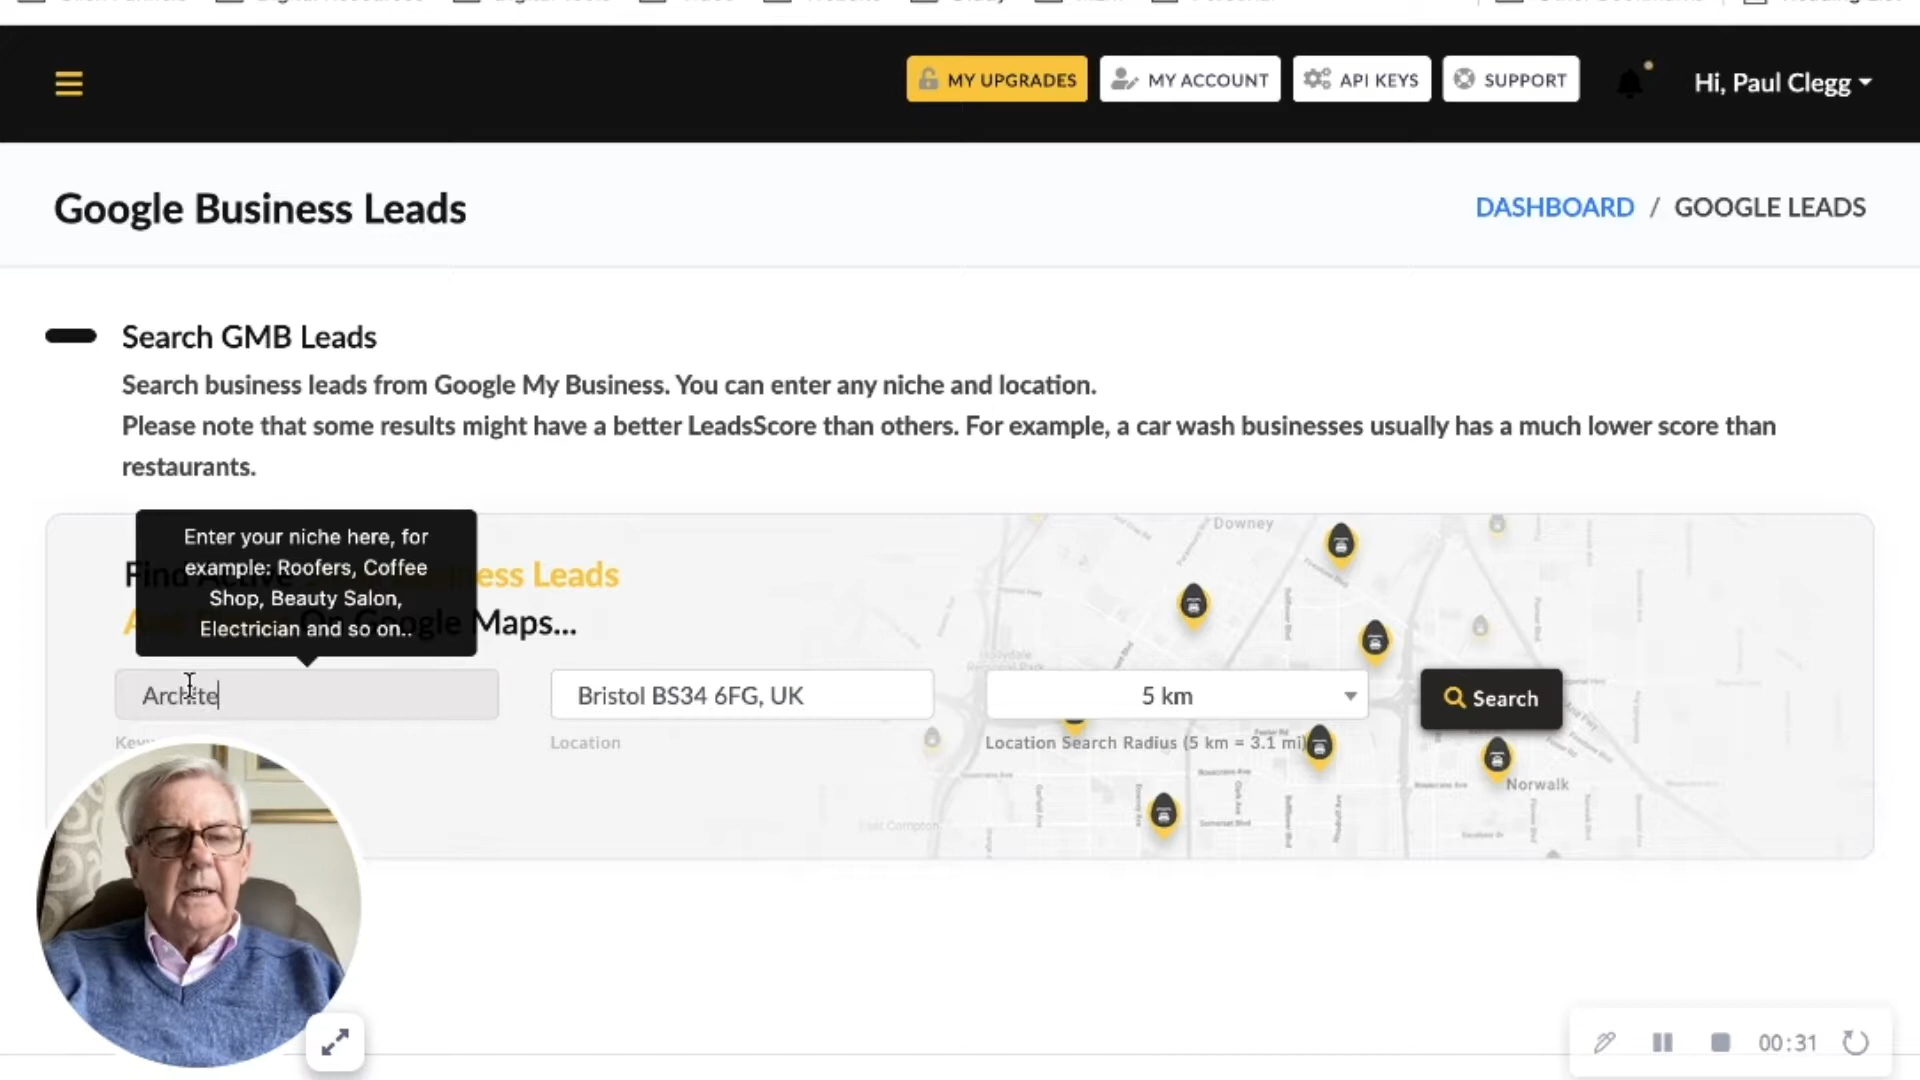 MY UPGRADES
MY ACCOUNT
API KEYS
SUPPORT
Hi, Paul Clegg
Google Business Leads
DASHBOARD / GOOGLE LEADS
Search GMB Leads
Search business leads from Google My Business. You can enter any niche and location.
Please note that some results might have a better LeadsScore than others. For example, a car wash businesses usually has a much lower score than
restaurants.
Enter your niche here, for
example: Roofers, Coffee
Shop, Beauty Salon,
Electrician and so on..
Find Active
ness Leads
Google Maps...
Archite
Bristol BS34 6FG, UK
5 km
Search
Location
Location Search Radius (5 km = 3.1 mi)
Downey
Norwalk
00:31